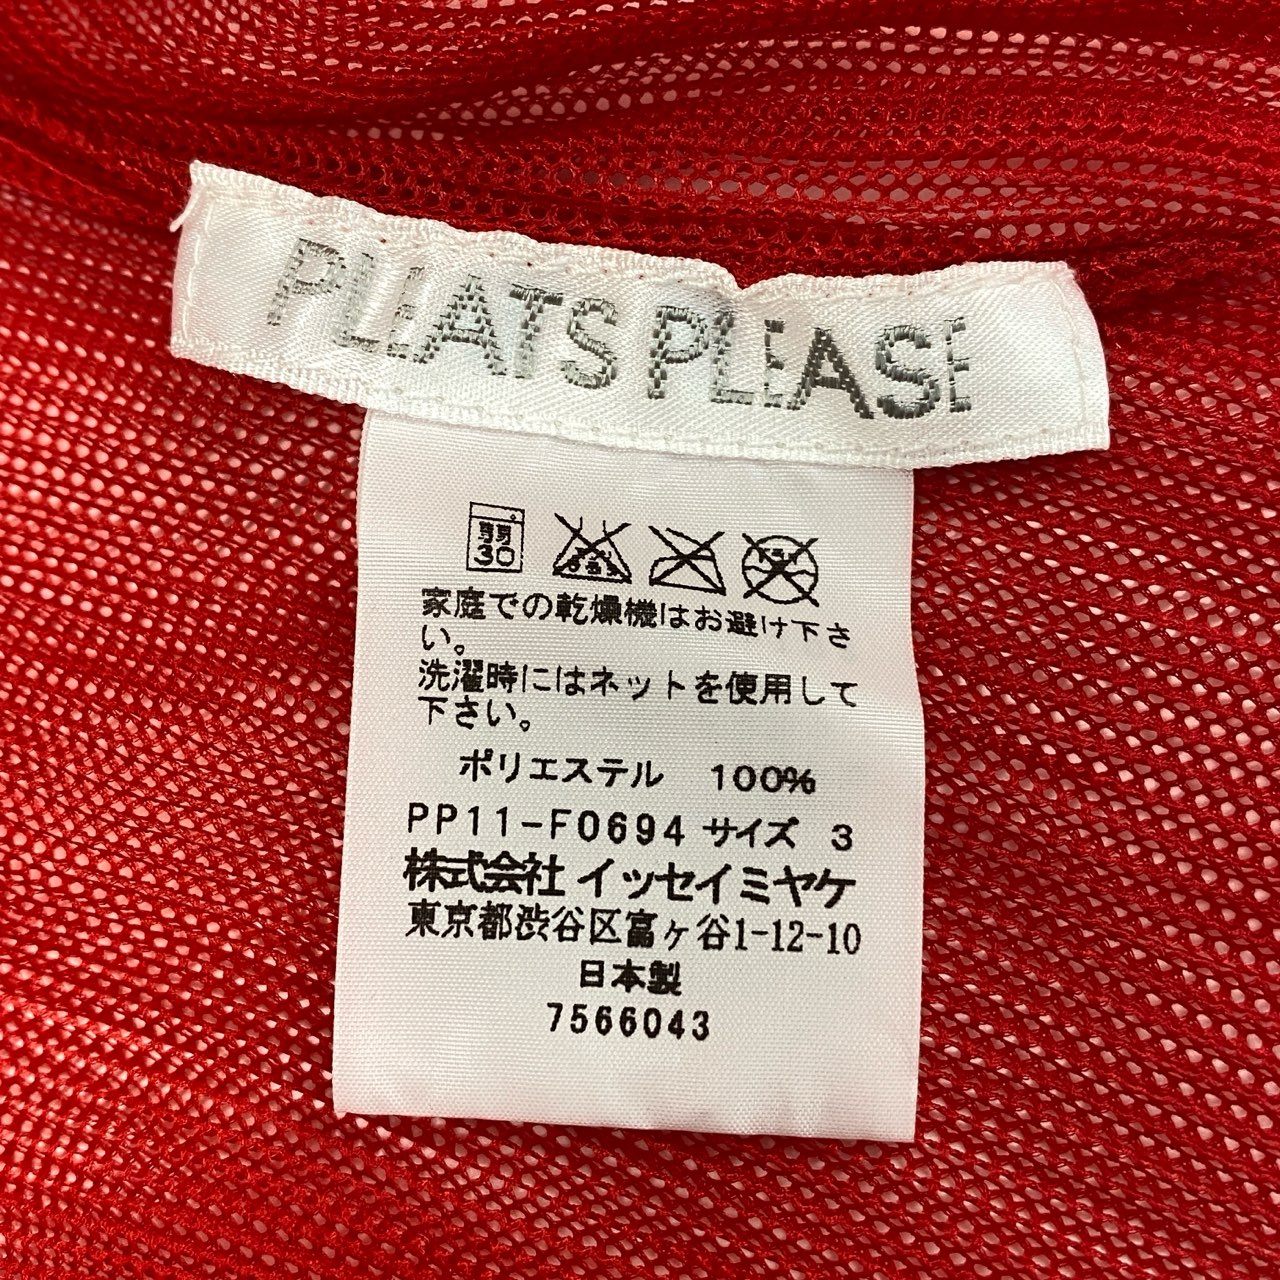 PLEATS PLEASE
30
家庭での乾燥機はお避け下さ
い。
洗濯時にはネットを使用して
下さい。
ポリエステル 100%
PP11-F0694 サイズ 3
株式会社 イッセイミヤケ
東京都渋谷区富ヶ谷1-12-10
日本製
7566043